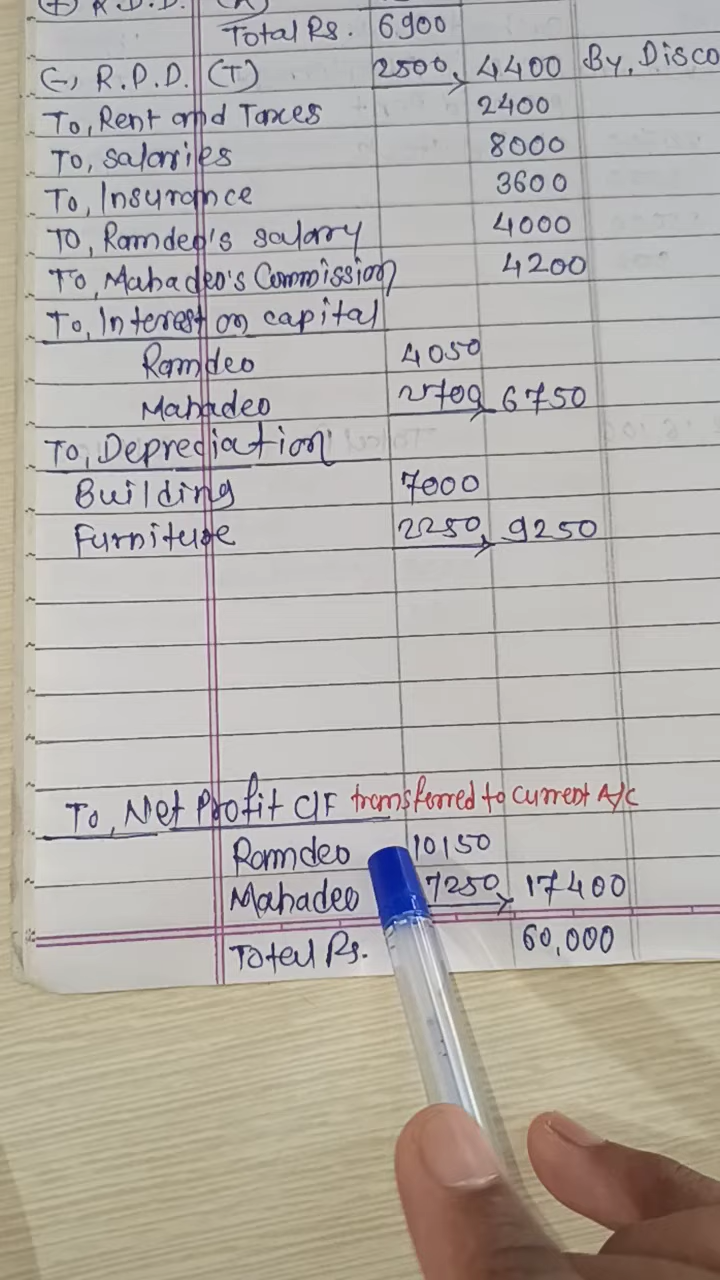 Total Rs. 6900
(-) R.D.D. (T) 2500 4400 By, Disco
To, Rent and Taxes 2400
To, Salaries 8000
To, Insurance 3600
To, Ramdeo's salary 4000
To, Mahadeo's Commission 4200
To, Interest on capital
Ramdeo 4050
Mahadeo 2700 6750
To, Depreciation
Building 7000
Furniture 2250 9250
To, Net Profit C/F transferred to current A/c
Ramdeo 10150
Mahadeo 7250 17400
Total Rs. 60,000